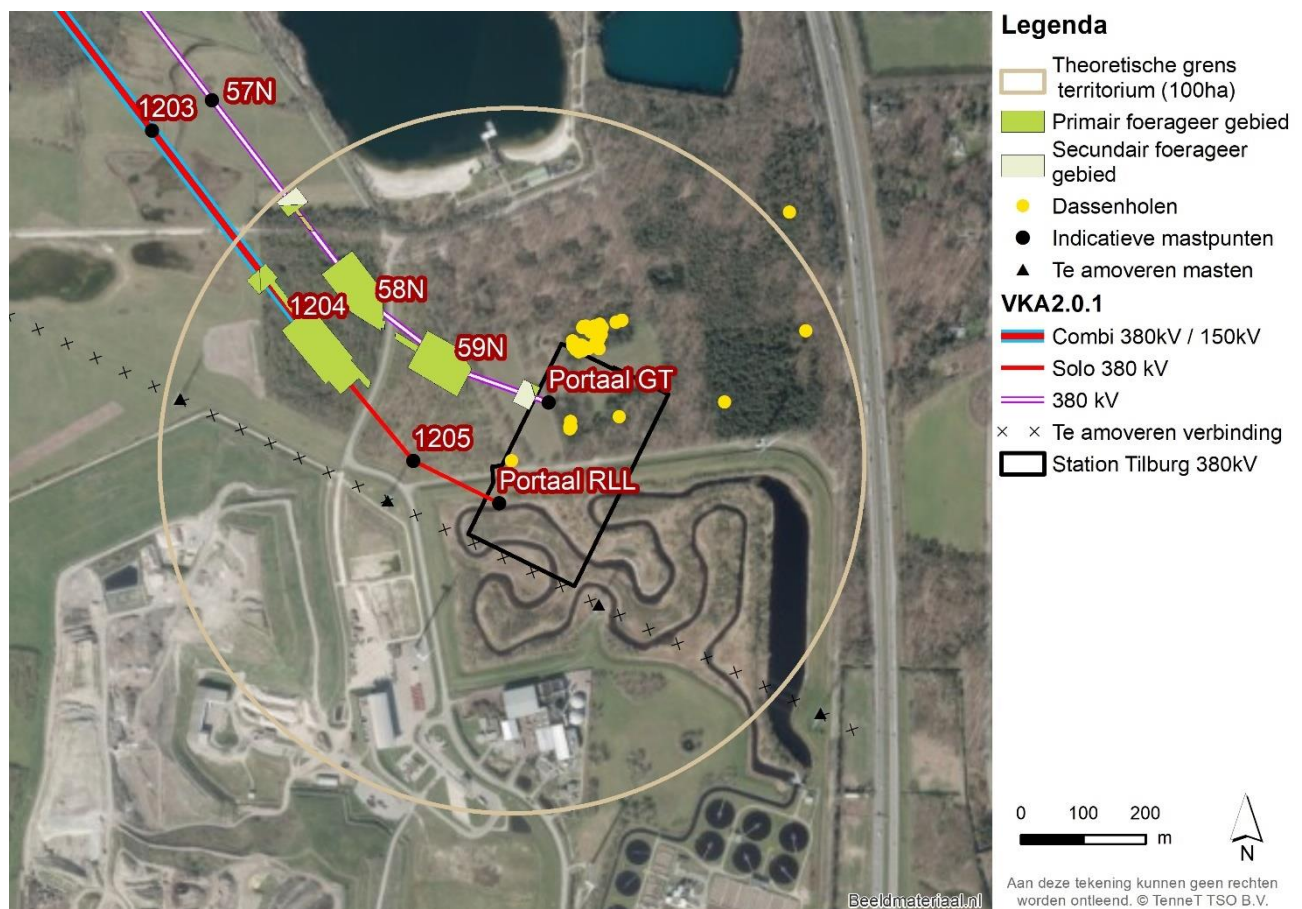 57N
1203
58N
1204
59N
Portaal GT
1205
Portaal RLL
Beeldmateriaal.nl
Legenda
Theoretische grens
territorium (100ha)
Primair foerageer gebied
Secundair foerageer
gebied
Dassenholen
Indicatieve mastpunten
Te amoveren masten
VKA2.0.1
Combi 380kV / 150kV
Solo 380 kV
380 kV
Te amoveren verbinding
Station Tilburg 380kV
0 100 200
m
N
Aan deze tekening kunnen geen rechten
worden ontleend. © TenneT TSO B.V.